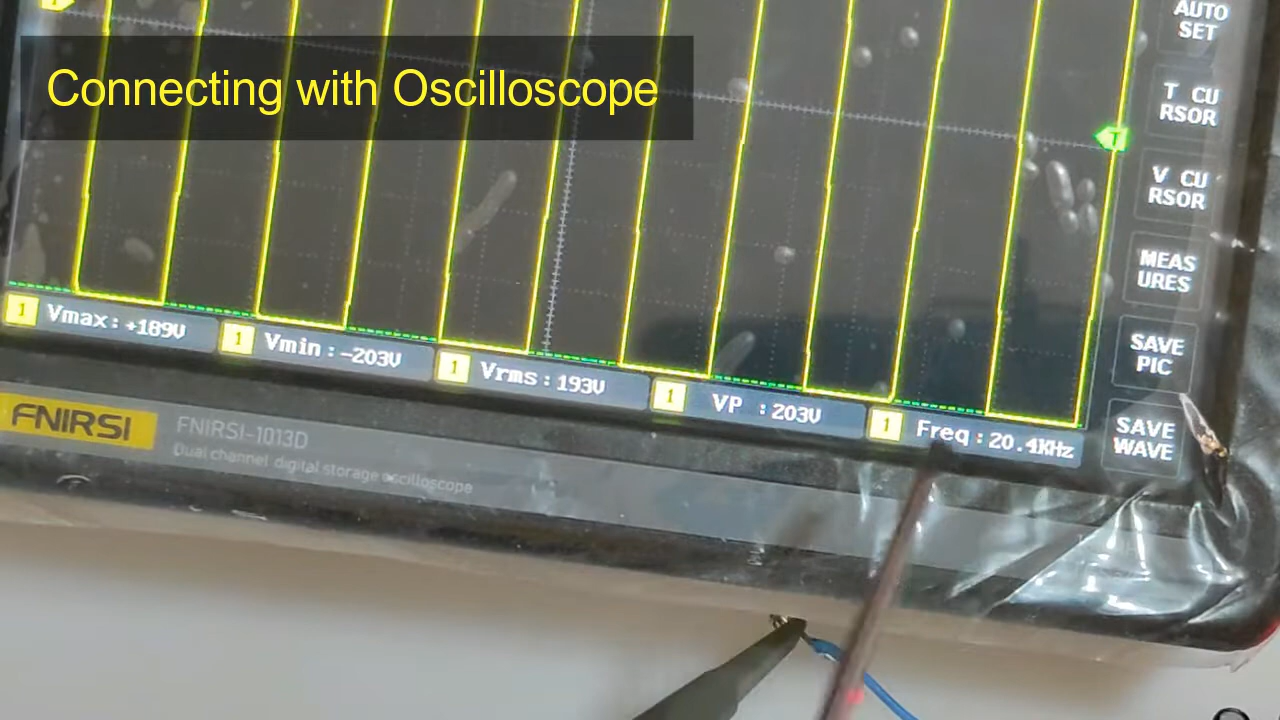 AUTO
SET
Connecting with Oscilloscope
T CU
RSOR
T
V CU
RSOR
MEAS
URES
1 Vmax:+189V
1 Vmin:-203V
1 Vrms:193V
1 VP :203V
1 Freq:20.4KHz
SAVE
PIC
SAVE
WAVE
FNIRSI
FNIRSI-1013D
Dual channel digital storage oscilloscope